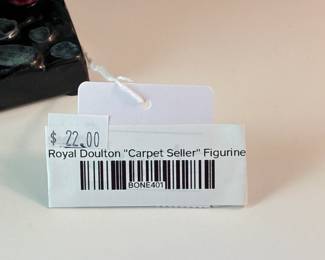 $ 22.00
Royal Doulton "Carpet Seller" Figurine
BONE401